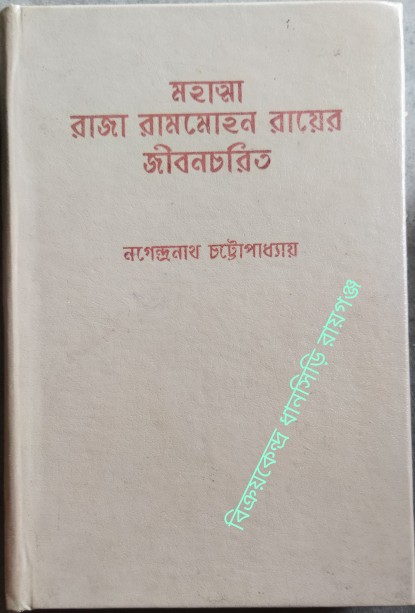 মহাত্মা
রাজা রামমোহন রায়ের
জীবনচরিত
নগেন্দ্রনাথ চট্টোপাধ্যায়
বিক্রয়কেন্দ্র ধানসিড়ি রায়গঞ্জ